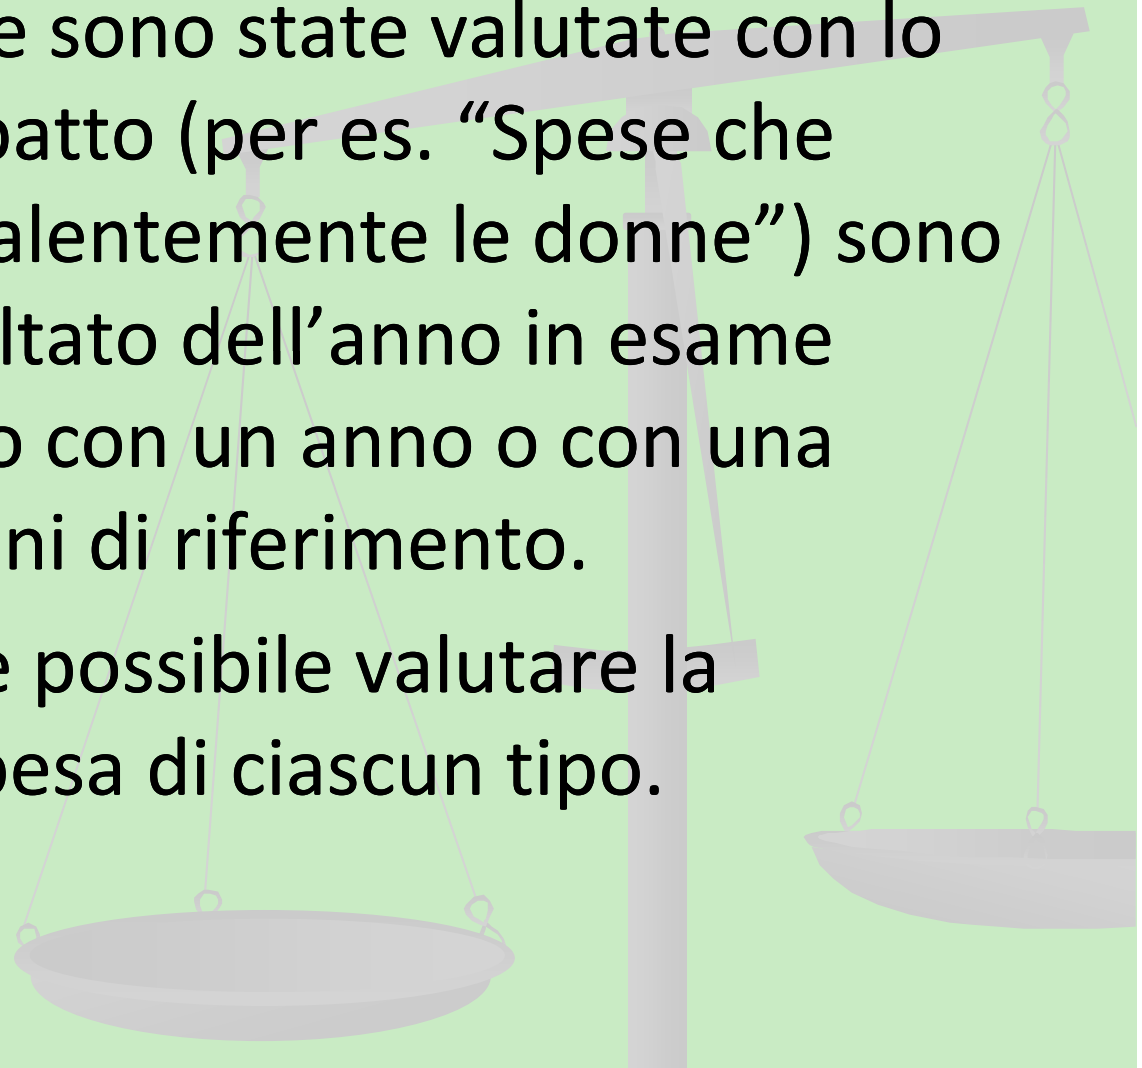 e sono state valutate con lo
patto (per es. “Spese che
alentemente le donne”) sono
ltato dell’anno in esame
o con un anno o con una
ni di riferimento.
e possibile valutare la
pesa di ciascun tipo.